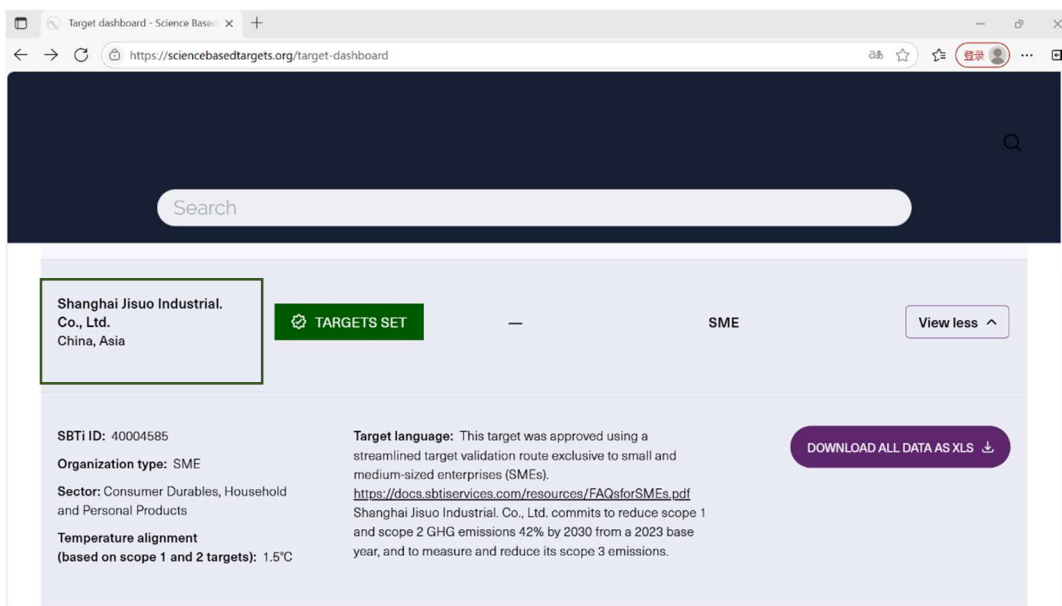 Target dashboard - Science Based
https://sciencebasedtargets.org/target-dashboard
登录
Search
Shanghai Jisuo Industrial.
Co., Ltd.
China, Asia
TARGETS SET
—
SME
View less
SBTi ID: 40004585
Organization type: SME
Sector: Consumer Durables, Household
and Personal Products
Temperature alignment
(based on scope 1 and 2 targets): 1.5°C
Target language: This target was approved using a
streamlined target validation route exclusive to small and
medium-sized enterprises (SMEs).
https://docs.sbtiservices.com/resources/FAQsforSMEs.pdf
Shanghai Jisuo Industrial. Co., Ltd. commits to reduce scope 1
and scope 2 GHG emissions 42% by 2030 from a 2023 base
year, and to measure and reduce its scope 3 emissions.
DOWNLOAD ALL DATA AS XLS